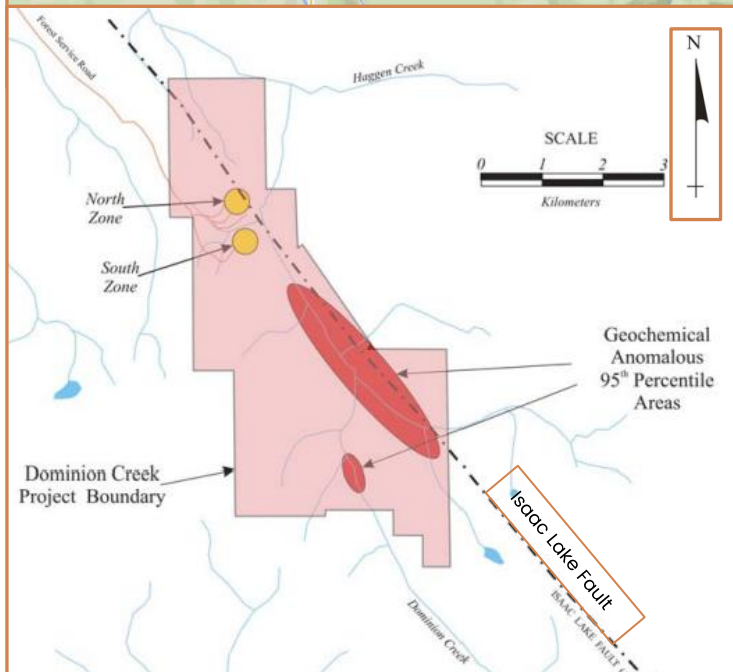 Forest Service Road
Haggen Creek
N
SCALE
0 1 2 3
Kilometers
North
Zone
South
Zone
Geochemical
Anomalous
95th Percentile
Areas
Dominion Creek
Project Boundary
Isaac Lake Fault
ISAAC LAKE FAULT
Dominion Creek